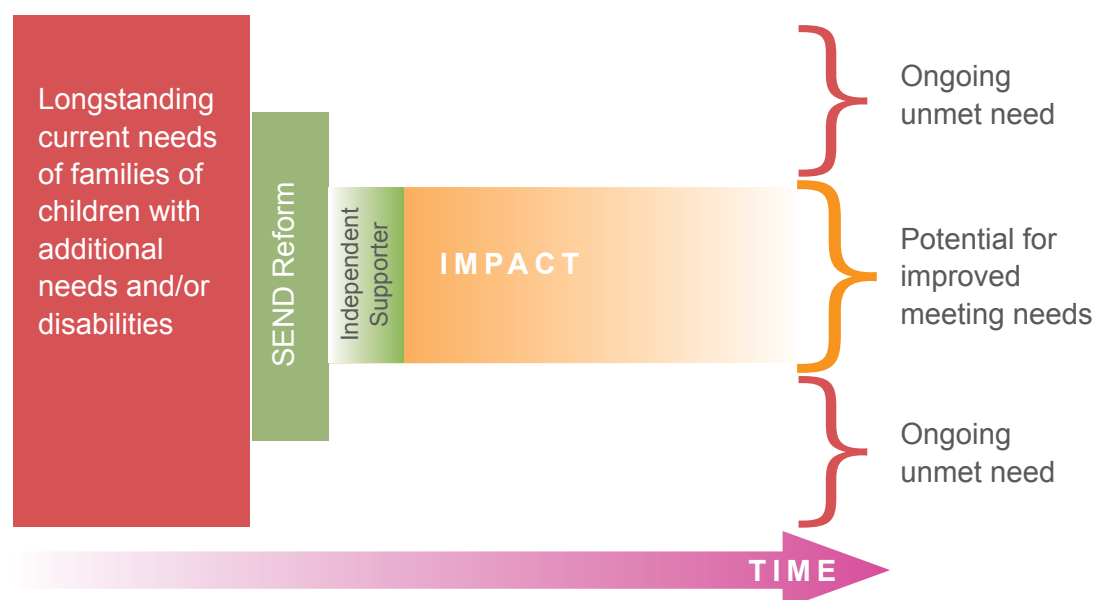 Longstanding
current needs
of families of
children with
additional
needs and/or
disabilities
SEND Reform
Independent
Supporter
IMPACT
Ongoing
unmet need
Potential for
improved
meeting needs
Ongoing
unmet need
TIME